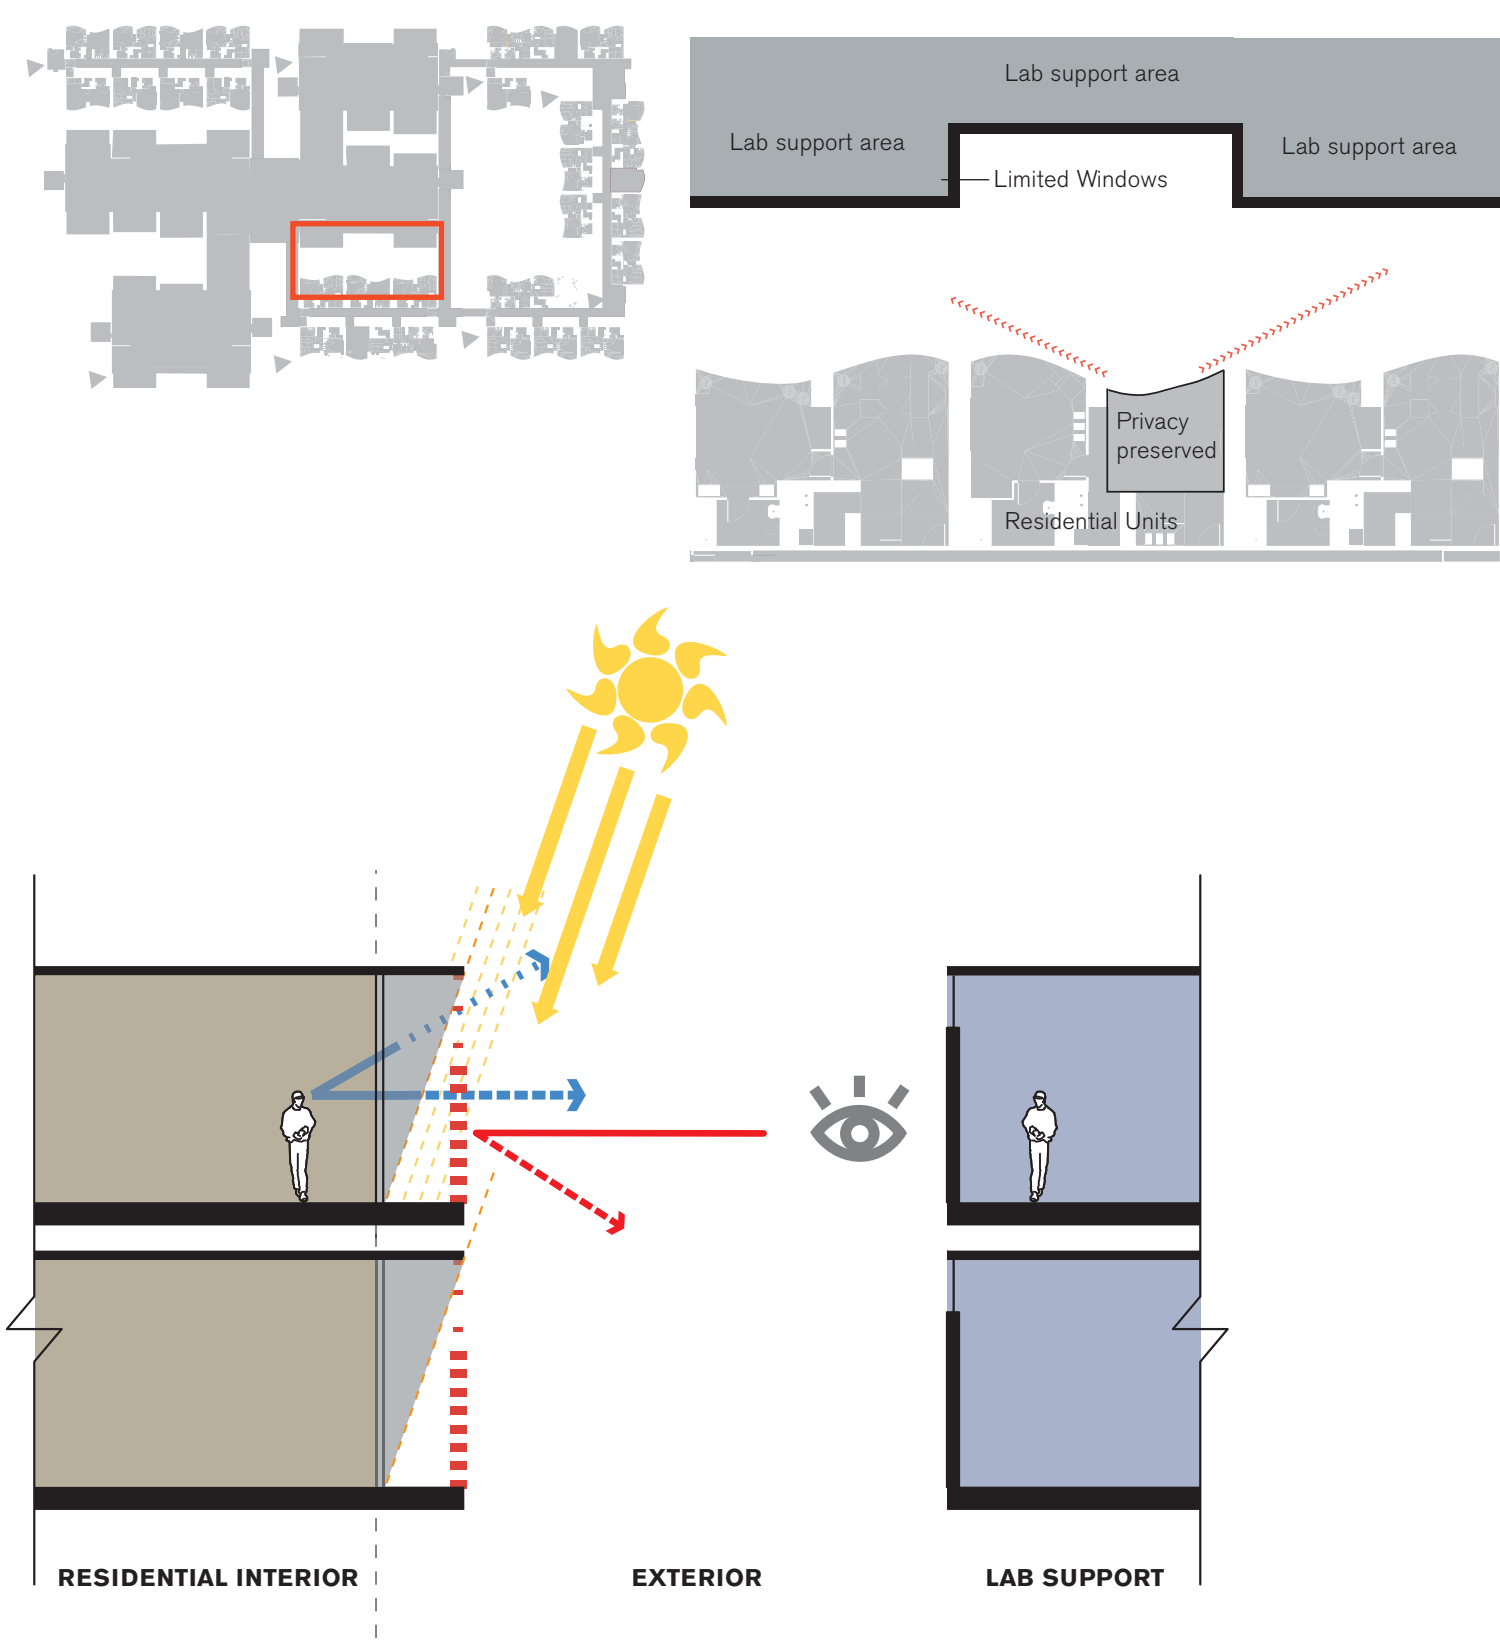 Lab support area
Lab support area
Lab support area
Limited Windows
Privacy
preserved
Residential Units
RESIDENTIAL INTERIOR
EXTERIOR
LAB SUPPORT